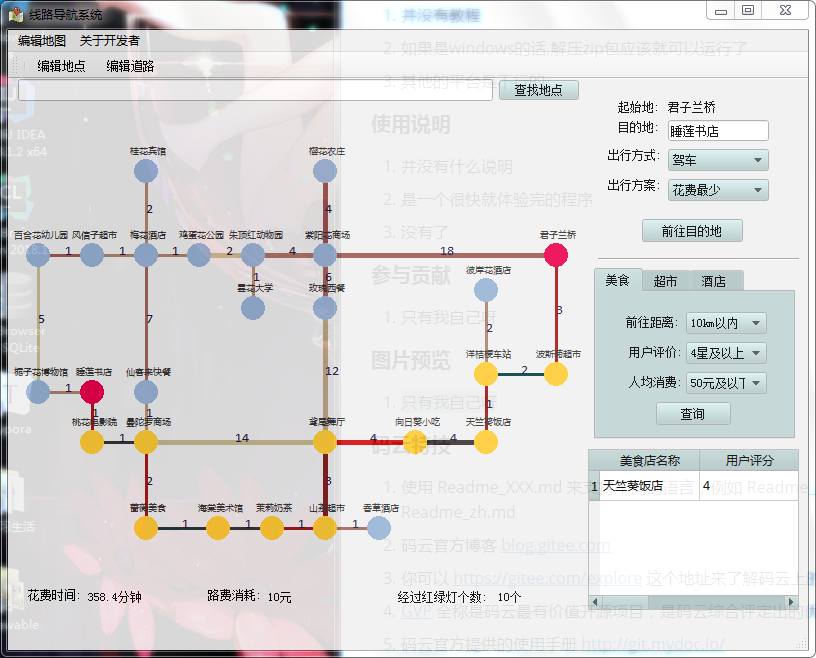 线路导航系统
编辑地图 关于开发者
编辑地点 编辑道路
查找地点
起始地: 君子兰桥
目的地: 睡莲书店
出行方式: 驾车
出行方案: 花费最少
前往目的地
美食 超市 酒店
前往距离: 10km以内
用户评价: 4星及以上
人均消费: 50元及以下
查询
美食店名称 用户评分
1 天竺葵饭店 4
桂花宾馆 樱花农庄
2 4
百合花幼儿园 风信子超市 梅花酒店 鸡蛋花公园 朱顶红动物园 紫阳花商场 君子兰桥
1 1 1 2 4 18
1 6
昙花大学 玫瑰西餐 彼岸花酒店
5 7 12 2 3
洋桔梗车站 波斯菊超市
2
栀子花博物馆 睡莲书店 仙客来快餐
1 1 1 1
桃花电影院 曼陀罗商场 鸢尾舞厅 向日葵小吃 天竺葵饭店
1 14 4 4
2 3
蔷薇美食 海棠美术馆 茉莉奶茶 山茶超市 香草酒店
1 1 1 1
花费时间: 358.4分钟 路费消耗: 10元 经过红绿灯个数: 10个
1. 并没有教程
2. 如果是windows的话,解压zip包应该就可以运行了
3. 其他的平台是不行的
使用说明
1. 并没有什么说明
2. 是一个很快就体验完的程序
3. 没有了
参与贡献
1. 只有我自己呀
图片预览
1. 只有我自己呀
码云特技
1. 使用 Readme_XXX.md 来支
语言
例如 Readme_
Readme_zh.md
2. 码云官方博客 blog.gitee.com
3. 你可以 https://gitee.com/explore 这个地址来了解码云上
4. GVP 全称是码云最有价值开源项目，是码云综合评定出的
5. 码云官方提供的使用手册 http://git.mydoc.io/
IDEA
1.2 x64
2018.1
rowser
SQLite
pora
生活
wable.